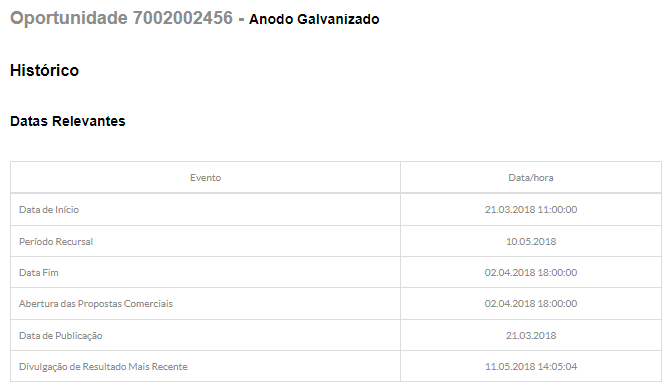 Oportunidade 7002002456 - Anodo Galvanizado
Histórico
Datas Relevantes
Evento Data/hora
Data de Início 21.03.2018 11:00:00
Período Recursal 10.05.2018
Data Fim 02.04.2018 18:00:00
Abertura das Propostas Comerciais 02.04.2018 18:00:00
Data de Publicação 21.03.2018
Divulgação de Resultado Mais Recente 11.05.2018 14:05:04